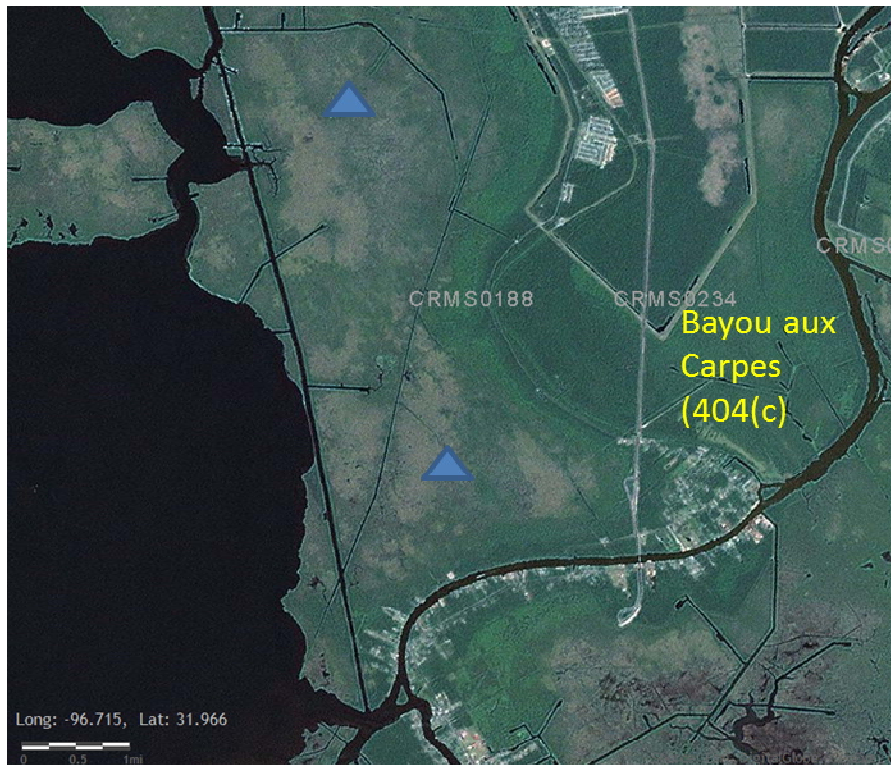 CRMS0188
CRMS0234
CRMS
Bayou aux
Carpes
(404(c)
Long: -96.715, Lat: 31.966
0 0.5 1mi